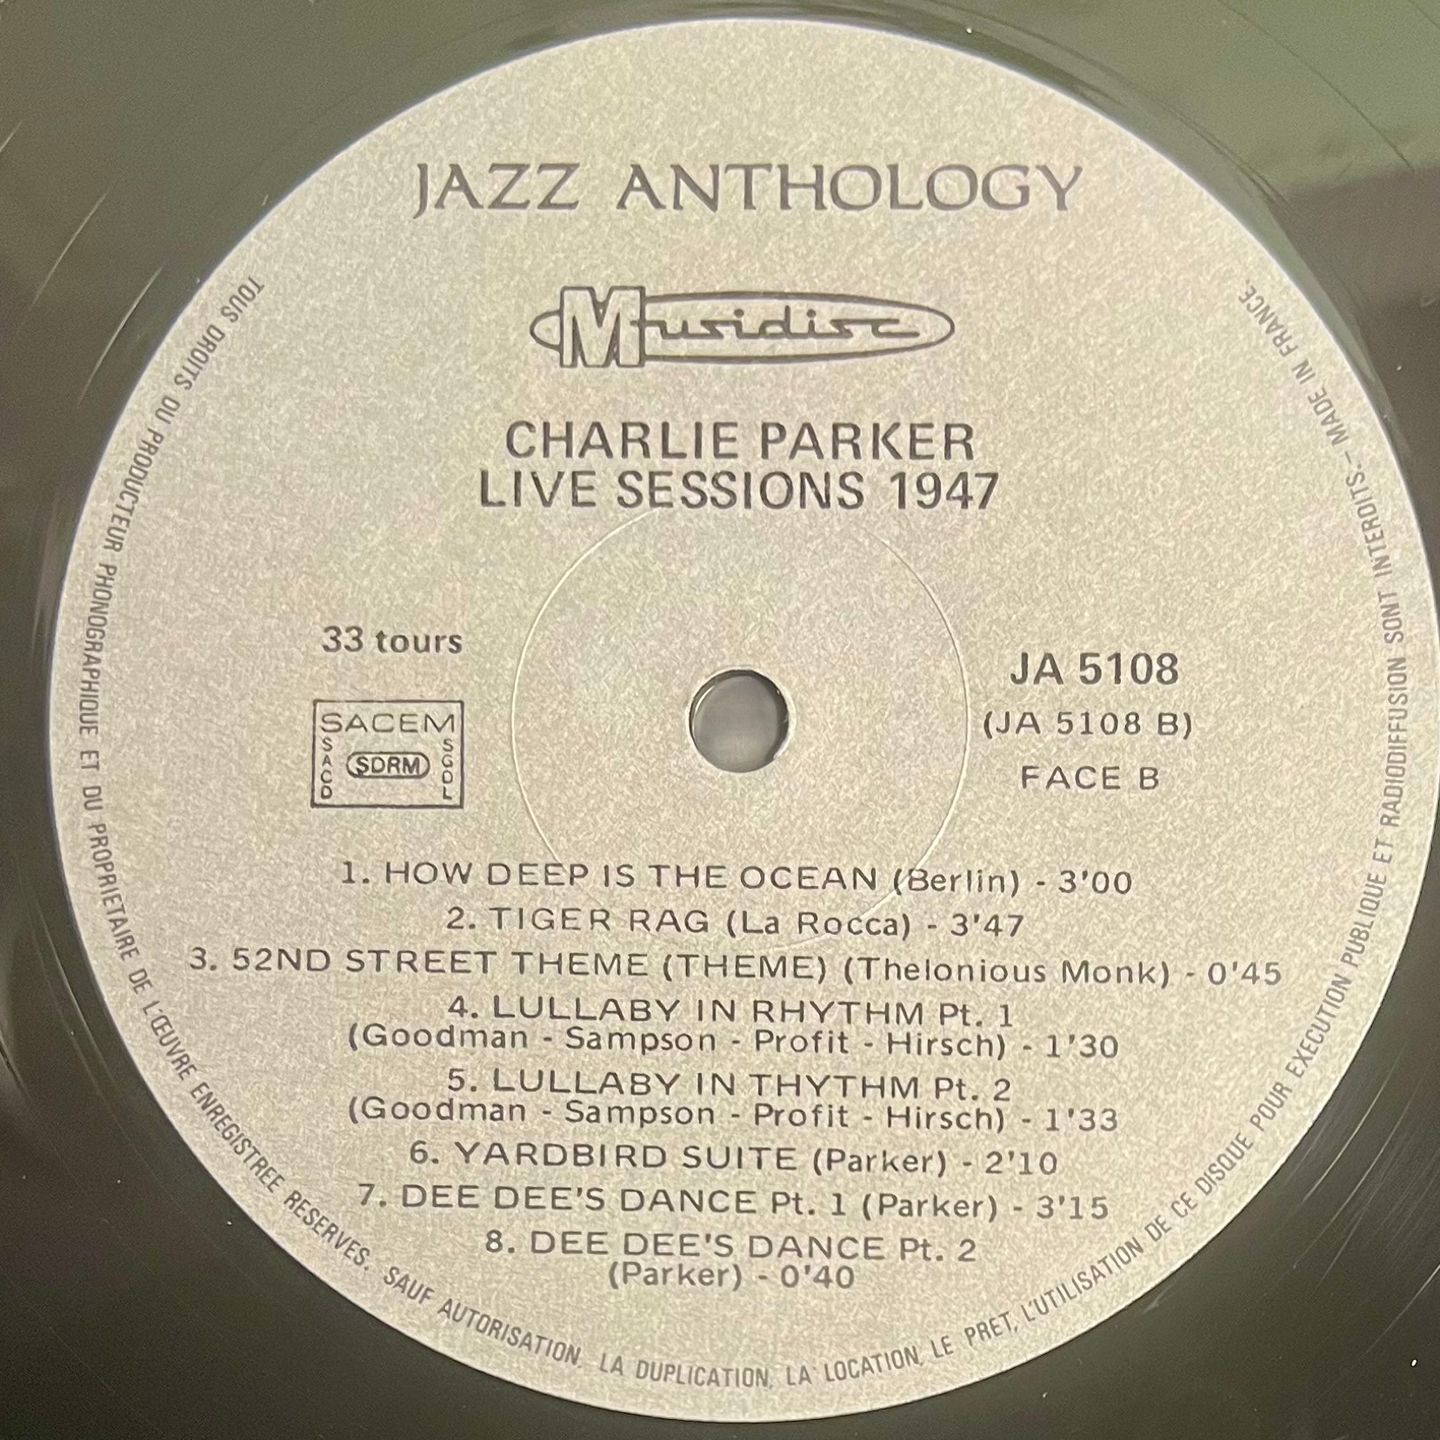 JAZZ ANTHOLOGY
Musidisc
CHARLIE PARKER
LIVE SESSIONS 1947
33 tours
SACEM
SACD
SDRM
SGDL
JA 5108
(JA 5108 B)
FACE B
1. HOW DEEP IS THE OCEAN (Berlin) - 3'00
2. TIGER RAG (La Rocca) - 3'47
3. 52ND STREET THEME (THEME) (Thelonious Monk) - 0'45
4. LULLABY IN RHYTHM Pt. 1
(Goodman - Sampson - Profit - Hirsch) - 1'30
5. LULLABY IN THYTHM Pt. 2
(Goodman - Sampson - Profit - Hirsch) - 1'33
6. YARDBIRD SUITE (Parker) - 2'10
7. DEE DEE'S DANCE Pt. 1 (Parker) - 3'15
8. DEE DEE'S DANCE Pt. 2
(Parker) - 0'40
TOUS DROITS DU PRODUCTEUR PHONOGRAPHIQUE ET DU PROPRIETAIRE DE L'ŒUVRE ENREGISTREE RESERVES. SAUF AUTORISATION, LA DUPLICATION, LA LOCATION, LE PRET, L'UTILISATION DE CE DISQUE POUR EXECUTION PUBLIQUE ET RADIODIFFUSION SONT INTERDITS. – MADE IN FRANCE.